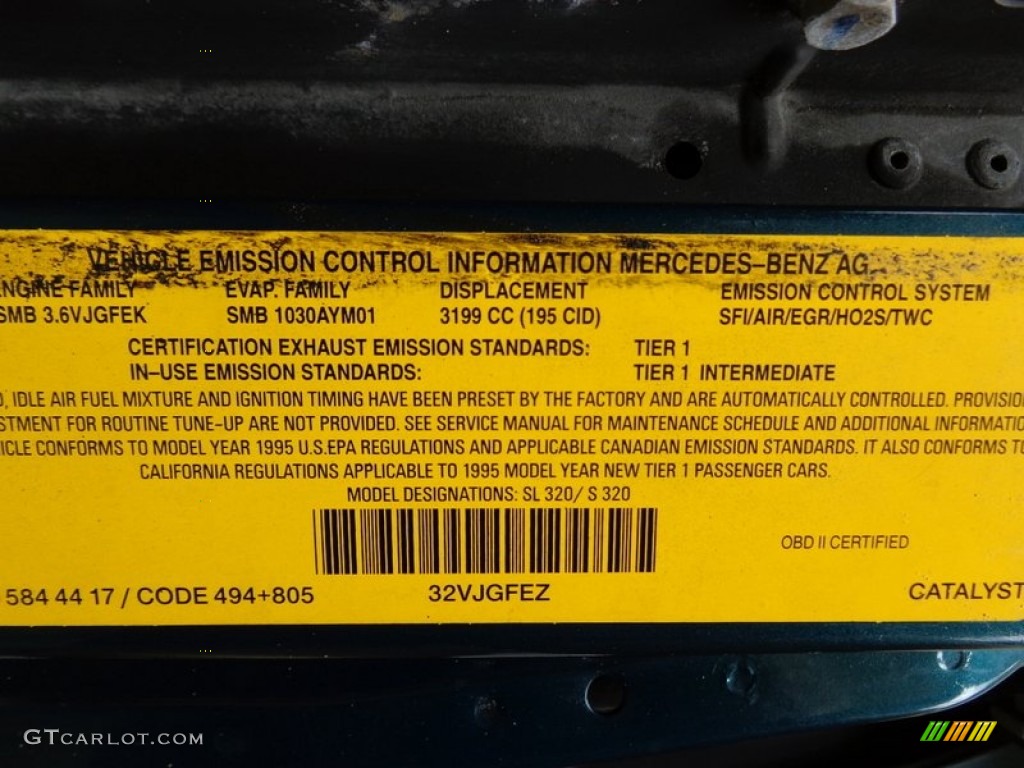 VEHICLE EMISSION CONTROL INFORMATION MERCEDES-BENZ AG
ENGINE FAMILY EVAP. FAMILY DISPLACEMENT EMISSION CONTROL SYSTEM
SMB 3.6VJGFEK SMB 1030AYM01 3199 CC (195 CID) SFI/AIR/EGR/HO2S/TWC
CERTIFICATION EXHAUST EMISSION STANDARDS: TIER 1
IN-USE EMISSION STANDARDS: TIER 1 INTERMEDIATE
IDLE AIR FUEL MIXTURE AND IGNITION TIMING HAVE BEEN PRESET BY THE FACTORY AND ARE AUTOMATICALLY CONTROLLED. PROVISION
STMENT FOR ROUTINE TUNE-UP ARE NOT PROVIDED. SEE SERVICE MANUAL FOR MAINTENANCE SCHEDULE AND ADDITIONAL INFORMATIO
ICLE CONFORMS TO MODEL YEAR 1995 U.S.EPA REGULATIONS AND APPLICABLE CANADIAN EMISSION STANDARDS. IT ALSO CONFORMS TO
CALIFORNIA REGULATIONS APPLICABLE TO 1995 MODEL YEAR NEW TIER 1 PASSENGER CARS.
MODEL DESIGNATIONS: SL 320/ S 320
OBD II CERTIFIED
584 44 17 / CODE 494+805 32VJGFEZ CATALYST
GTCARLOT.COM